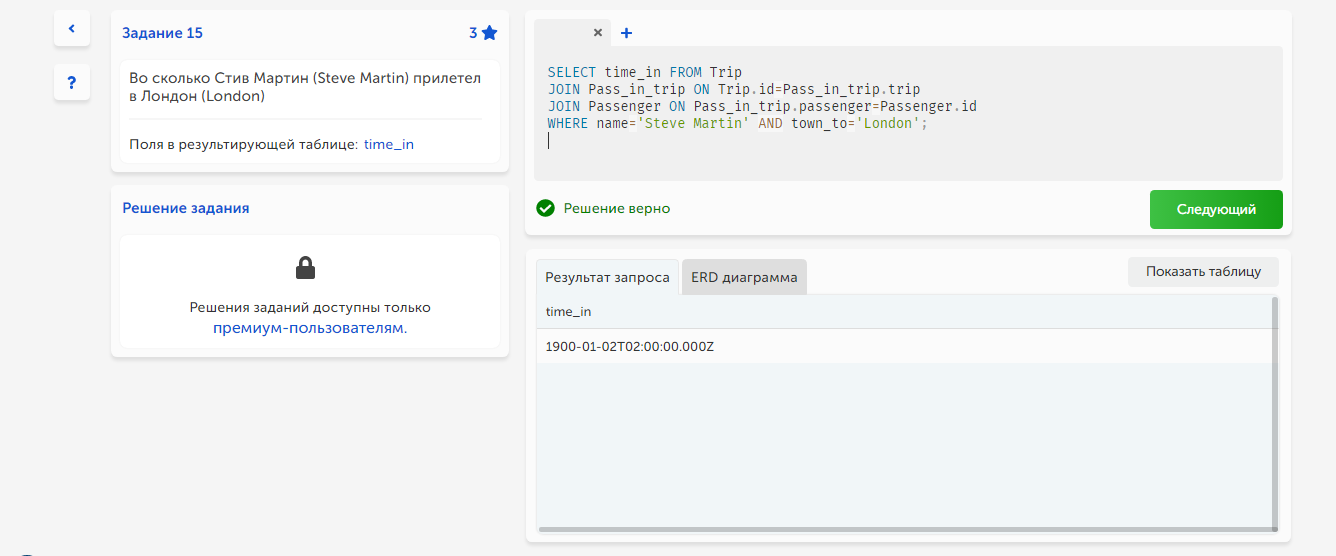 Задание 15
3
Во сколько Стив Мартин (Steve Martin) прилетел
в Лондон (London)
Поля в результирующей таблице: time_in
?
Решение задания
Решения заданий доступны только
премиум-пользователям.
SELECT time_in FROM Trip
JOIN Pass_in_trip ON Trip.id=Pass_in_trip.trip
JOIN Passenger ON Pass_in_trip.passenger=Passenger.id
WHERE name='Steve Martin' AND town_to='London';
Решение верно
Следующий
Результат запроса
ERD диаграмма
Показать таблицу
time_in
1900-01-02T02:00:00.000Z